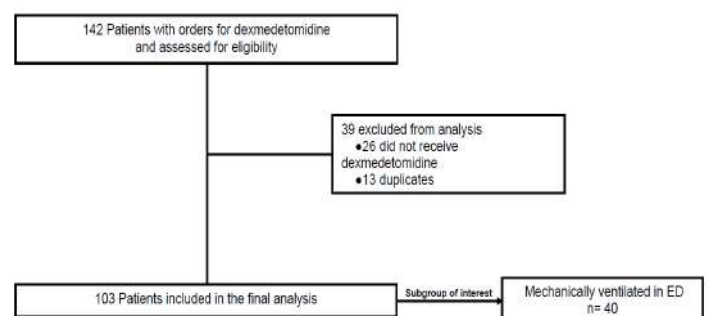 142 Patients with orders for dexmedetomidine
and assessed for eligibility
39 excluded from analysis
●26 did not receive
dexmedetomidine
●13 duplicates
103 Patients included in the final analysis
Subgroup of interest
Mechanically ventilated in ED
n= 40